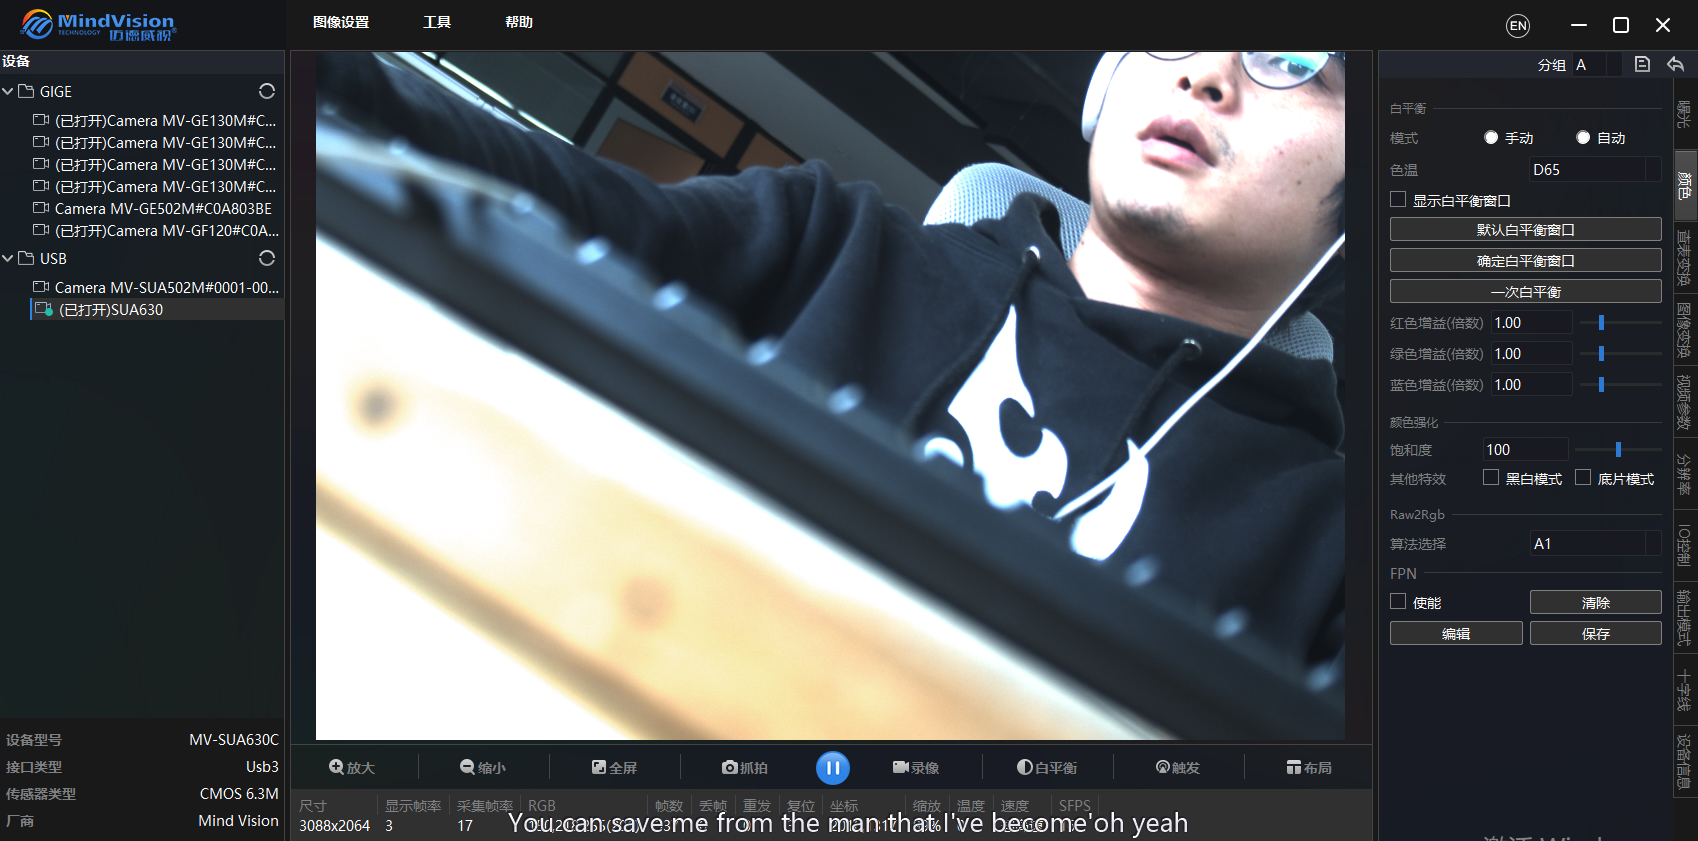 MindVision
TECHNOLOGY 迈德威视
图像设置 工具 帮助
EN
设备
GIGE
(已打开)Camera MV-GE130M#C...
(已打开)Camera MV-GE130M#C...
(已打开)Camera MV-GE130M#C...
(已打开)Camera MV-GE130M#C...
Camera MV-GE502M#C0A803BE
(已打开)Camera MV-GF120#C0A...
USB
Camera MV-SUA502M#0001-00...
(已打开)SUA630
设备型号 MV-SUA630C
接口类型 Usb3
传感器类型 CMOS 6.3M
厂商 Mind Vision
放大 缩小 全屏 抓拍 录像 白平衡 触发 布局
尺寸 显示帧率 采集帧率 RGB 帧数 丢帧 重发 复位 坐标 缩放 温度 速度 SFPS
3088x2064 3 17
You can save me from the man that I've become'oh yeah
分组 A
白平衡
模式 手动 自动
色温 D65
显示白平衡窗口
默认白平衡窗口
确定白平衡窗口
一次白平衡
红色增益(倍数) 1.00
绿色增益(倍数) 1.00
蓝色增益(倍数) 1.00
颜色强化
饱和度 100
其他特效 黑白模式 底片模式
Raw2Rgb
算法选择 A1
FPN
使能 清除
编辑 保存
曝光
颜色
查表变换
图像变换
视频参数
分辨率
IO控制
输出模式
十字线
设备信息